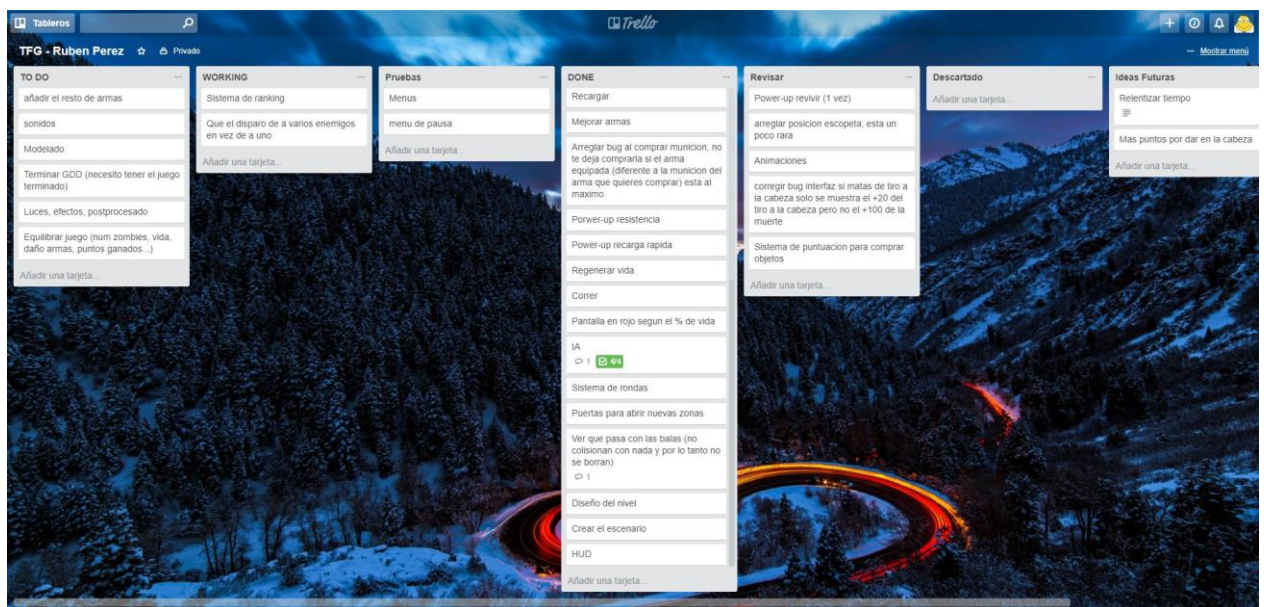 Tableros
Trello
TFG - Ruben Perez
Privado
Mostrar menú
TO DO
añadir el resto de armas
sonidos
Modelado
Terminar GDD (necesito tener el juego
terminado)
Luces, efectos, postprocesado
Equilibrar juego (num zombies, vida,
daño armas, puntos ganados...)
Añadir una tarjeta...
WORKING
Sistema de ranking
Que el disparo de a varios enemigos
en vez de a uno
Añadir una tarjeta...
Pruebas
Menus
menu de pausa
Añadir una tarjeta...
DONE
Recargar
Mejorar armas
Arreglar bug al comprar municion, no
te deja comprarla si el arma
equipada (diferente a la municion del
arma que quieres comprar) esta al
maximo
Porwer-up resistencia
Power-up recarga rapida
Regenerar vida
Correr
Pantalla en rojo segun el % de vida
IA
1 4/4
Sistema de rondas
Puertas para abrir nuevas zonas
Ver que pasa con las balas (no
colisionan con nada y por lo tanto no
se borran)
1
Diseño del nivel
Crear el escenario
HUD
Añadir una tarjeta...
Revisar
Power-up revivir (1 vez)
arreglar posicion escopeta, esta un
poco rara
Animaciones
corregir bug interfaz si matas de tiro a
la cabeza solo se muestra el +20 del
tiro a la cabeza pero no el +100 de la
muerte
Sistema de puntuacion para comprar
objetos
Añadir una tarjeta...
Descartado
Añadir una tarjeta...
Ideas Futuras
Relentizar tiempo
Mas puntos por dar en la cabeza
Añadir una tarjeta...